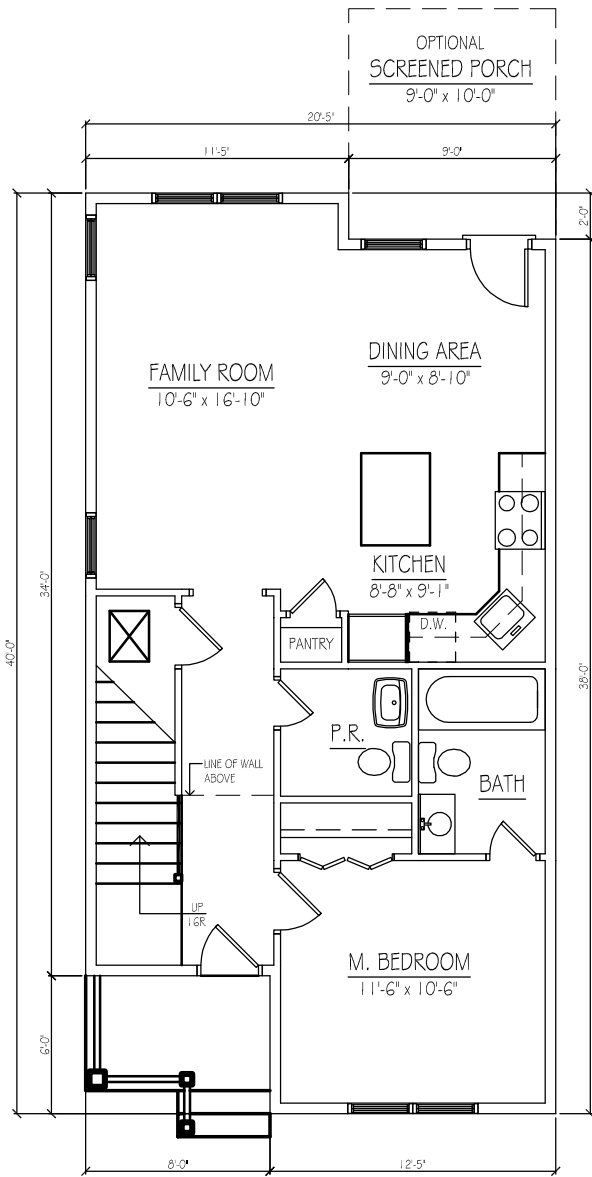 OPTIONAL
SCREENED PORCH
9'-0" x 10'-0"
20'-5"
11'-5"
9'-0"
2'-0"
DINING AREA
9'-0" x 8'-10"
FAMILY ROOM
10'-6" x 16'-10"
KITCHEN
8'-8" x 9'-1"
34'-0"
D.W.
PANTRY
40'-0"
38'-0"
P.R.
LINE OF WALL
ABOVE
BATH
UP
16R
M. BEDROOM
11'-6" x 10'-6"
6'-0"
8'-0"
12'-5"